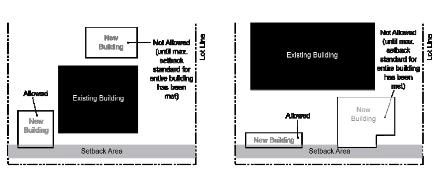 New
Building
Not Allowed
(until max.
setback
standard for
entire building
has been
met)
Lot Line
Existing Building
Allowed
New
Building
Setback Area
Not Allowed
(until max.
setback
standard for
entire building
has been
met)
Lot Line
Existing Building
New
Building
Allowed
New Building
Setback Area